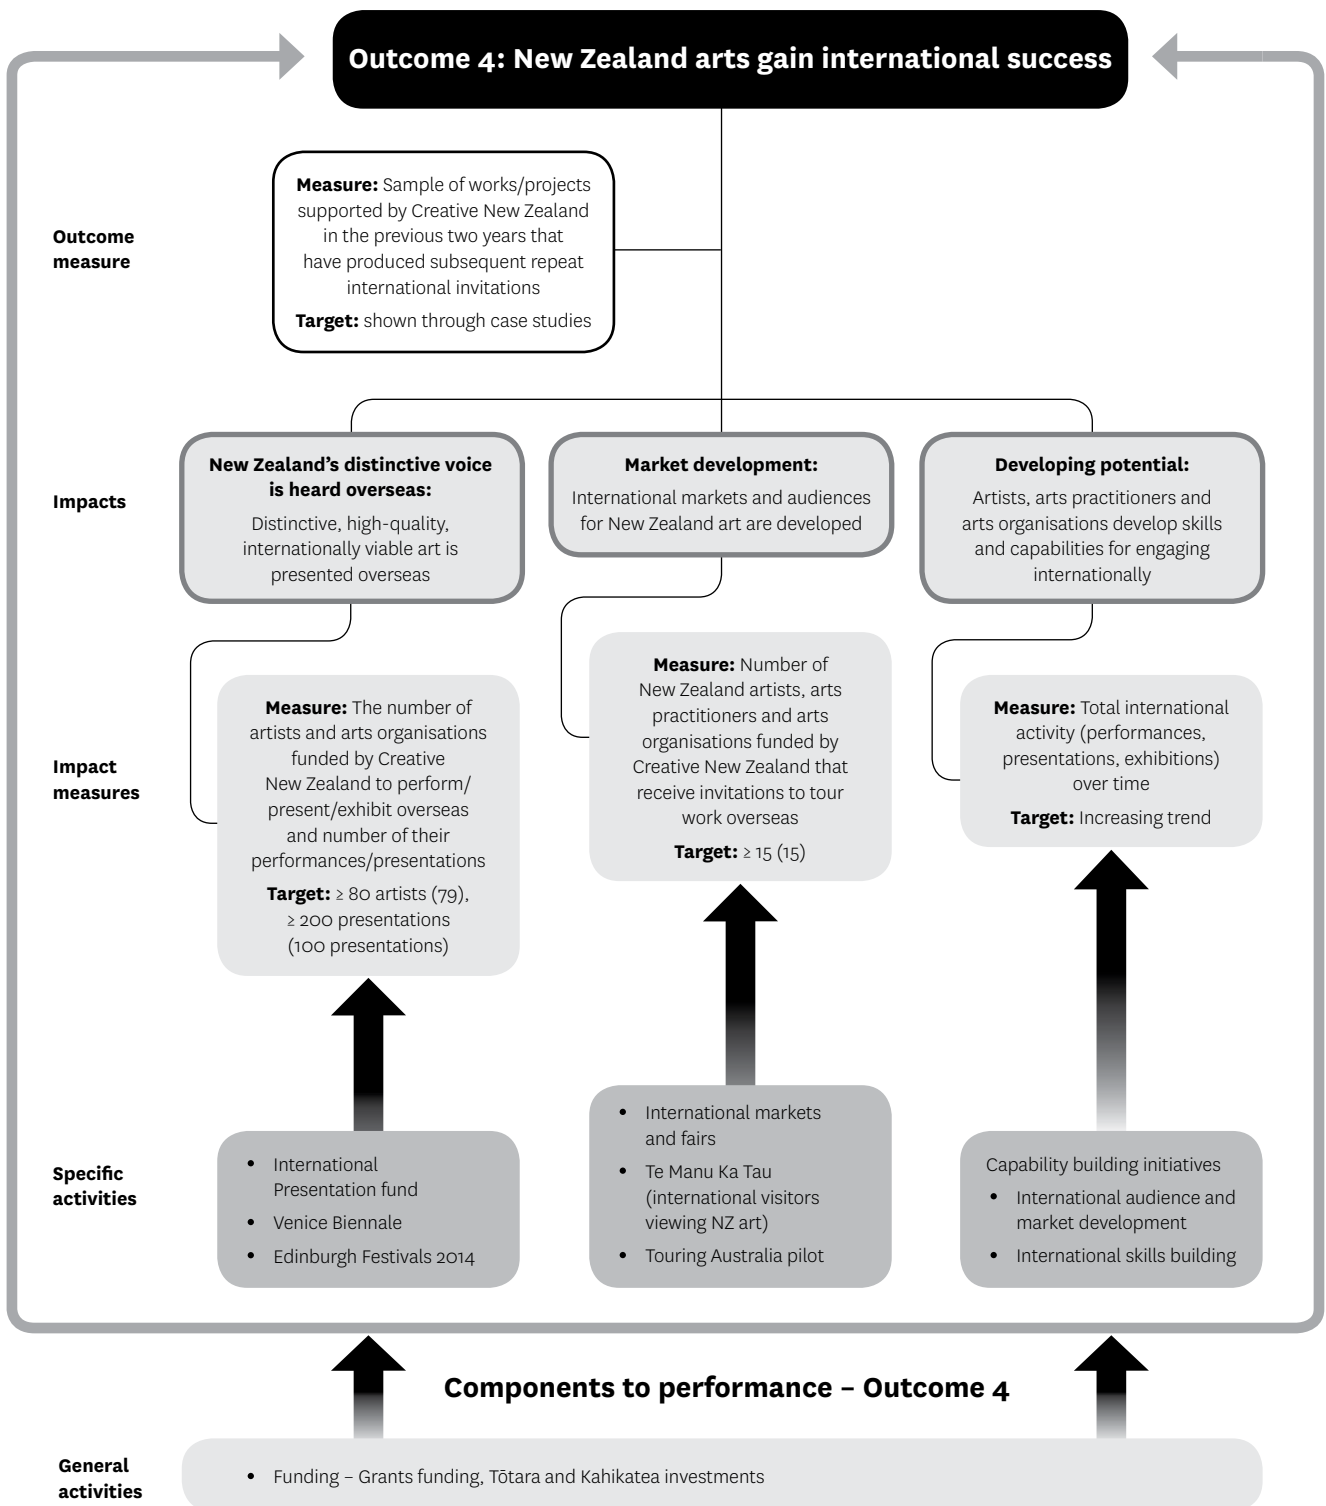 Outcome 4: New Zealand arts gain international success
Outcome
measure
Measure: Sample of works/projects
supported by Creative New Zealand
in the previous two years that
have produced subsequent repeat
international invitations
Target: shown through case studies
Impacts
New Zealand’s distinctive voice
is heard overseas:
Distinctive, high-quality,
internationally viable art is
presented overseas
Market development:
International markets and audiences
for New Zealand art are developed
Developing potential:
Artists, arts practitioners and
arts organisations develop skills
and capabilities for engaging
internationally
Impact
measures
Measure: The number of
artists and arts organisations
funded by Creative
New Zealand to perform/
present/exhibit overseas
and number of their
performances/presentations
Target: ≥ 80 artists (79),
≥ 200 presentations
(100 presentations)
Measure: Number of
New Zealand artists, arts
practitioners and arts
organisations funded by
Creative New Zealand that
receive invitations to tour
work overseas
Target: ≥ 15 (15)
Measure: Total international
activity (performances,
presentations, exhibitions)
over time
Target: Increasing trend
Specific
activities
• International
Presentation fund
• Venice Biennale
• Edinburgh Festivals 2014
• International markets
and fairs
• Te Manu Ka Tau
(international visitors
viewing NZ art)
• Touring Australia pilot
Capability building initiatives
• International audience and
market development
• International skills building
Components to performance – Outcome 4
General
activities
• Funding – Grants funding, Tōtara and Kahikatea investments